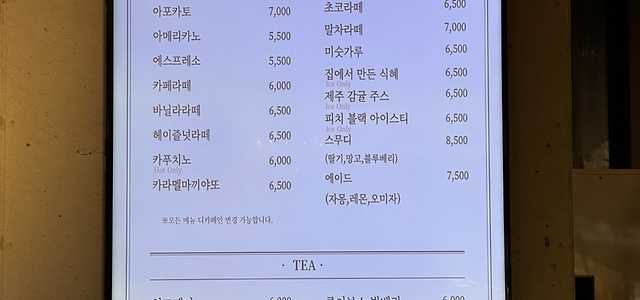 아포카토 7,000
아메리카노 5,500
에스프레소 5,500
카페라떼 6,000
바닐라라떼 6,500
헤이즐넛라떼 6,500
카푸치노 6,000
Hot Only
카라멜마끼야또 6,500
※모든 메뉴 디카페인 변경 가능합니다.
초코라떼 6,500
말차라떼 7,000
미숫가루 6,500
집에서 만든 식혜 6,500
Ice Only
제주 감귤 주스 6,500
Ice Only
피치 블랙 아이스티 6,500
Ice Only
스무디 8,500
(딸기,망고,블루베리)
에이드 7,500
(자몽,레몬,오미자)
· TEA ·
6,000
6,000